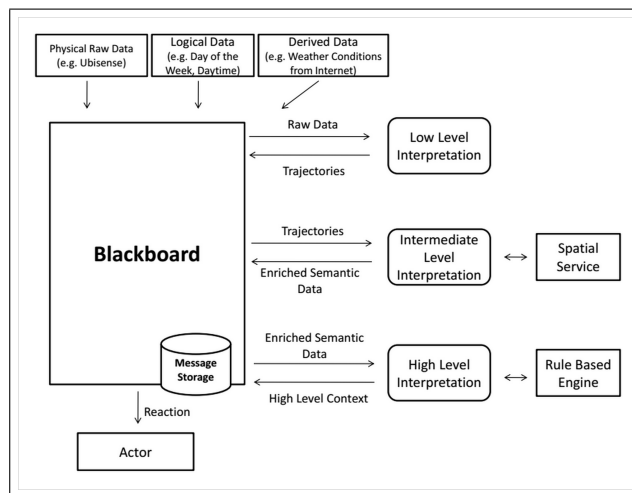 Physical Raw Data
(e.g. Ubisense)
Logical Data
(e.g. Day of the
Week, Daytime)
Derived Data
(e.g. Weather Conditions
from Internet)
Raw Data
Low Level
Interpretation
Trajectories
Blackboard
Trajectories
Intermediate
Level
Interpretation
Spatial
Service
Enriched Semantic
Data
Enriched Semantic
Data
Message
Storage
High Level
Interpretation
Rule Based
Engine
High Level Context
Reaction
Actor